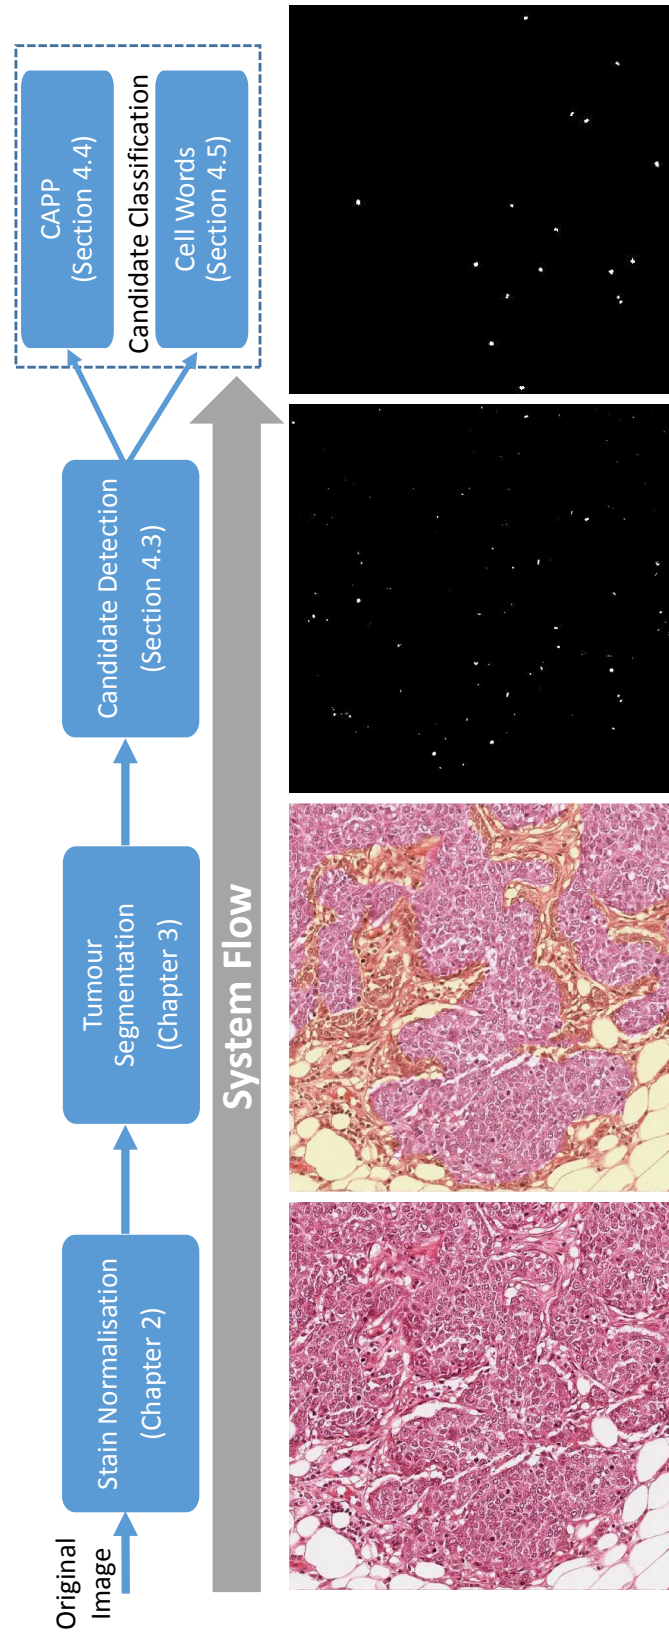 Original
Image
Stain Normalisation
(Chapter 2)
Tumour
Segmentation
(Chapter 3)
Candidate Detection
(Section 4.3)
CAPP
(Section 4.4)
Candidate Classification
Cell Words
(Section 4.5)
System Flow